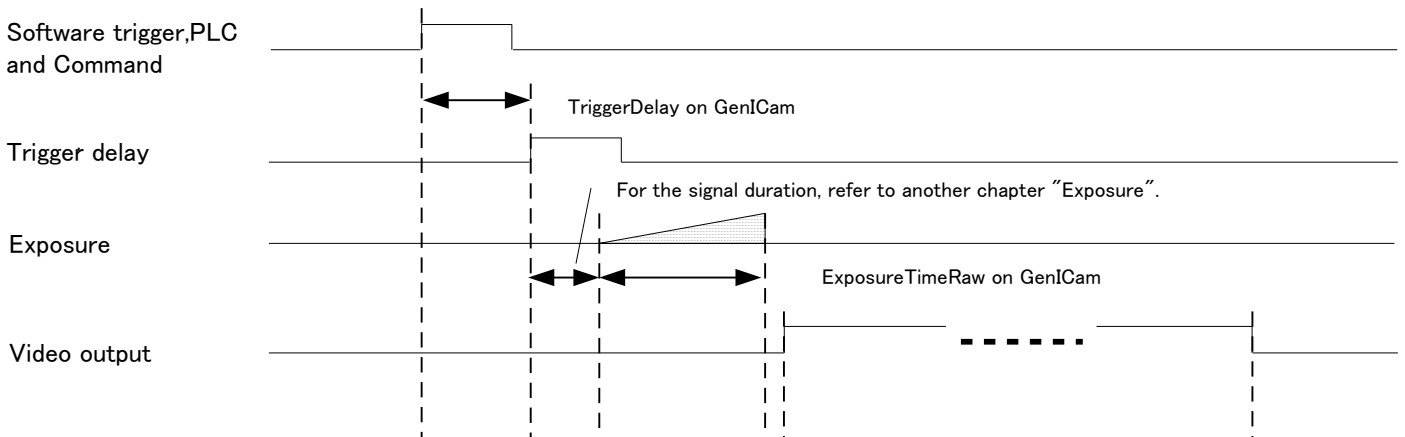 Software trigger,PLC
and Command
TriggerDelay on GenICam
Trigger delay
For the signal duration, refer to another chapter "Exposure".
Exposure
ExposureTimeRaw on GenICam
Video output